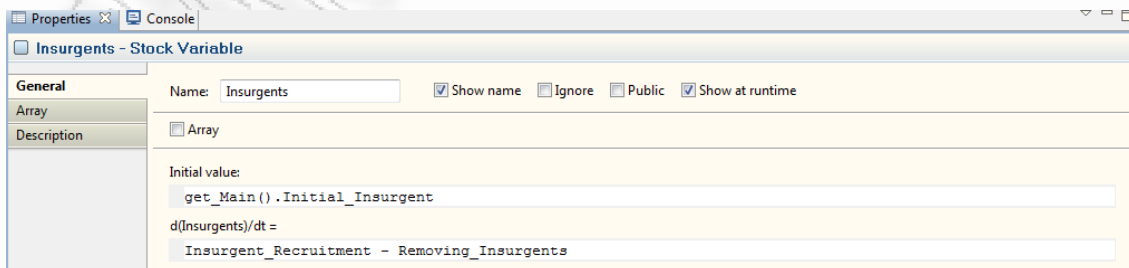 Properties Console
Insurgents - Stock Variable
General
Name: Insurgents Show name Ignore Public Show at runtime
Array
Description
Array
Initial value:
get_Main().Initial_Insurgent
d(Insurgents)/dt =
Insurgent_Recruitment - Removing_Insurgents